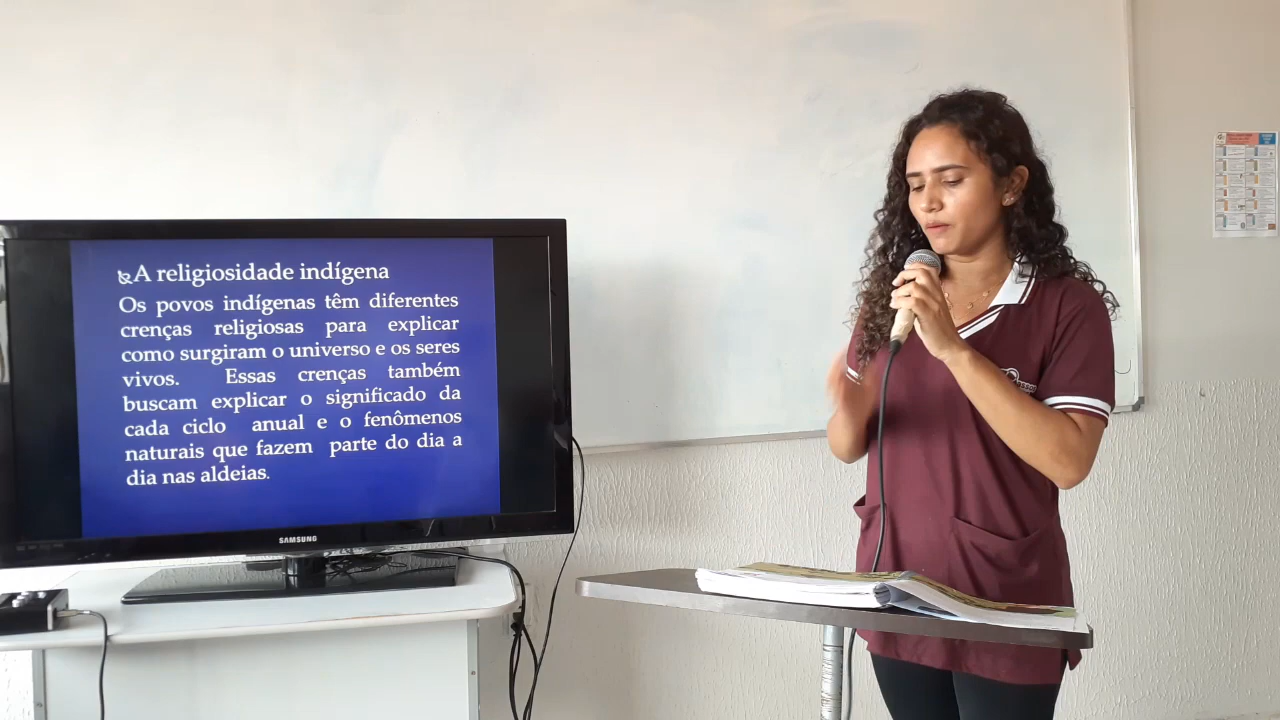 A religiosidade indígena
Os povos indígenas têm diferentes
crenças religiosas para explicar
como surgiram o universo e os seres
vivos. Essas crenças também
buscam explicar o significado da
cada ciclo anual e o fenômenos
naturais que fazem parte do dia a
dia nas aldeias.
SAMSUNG